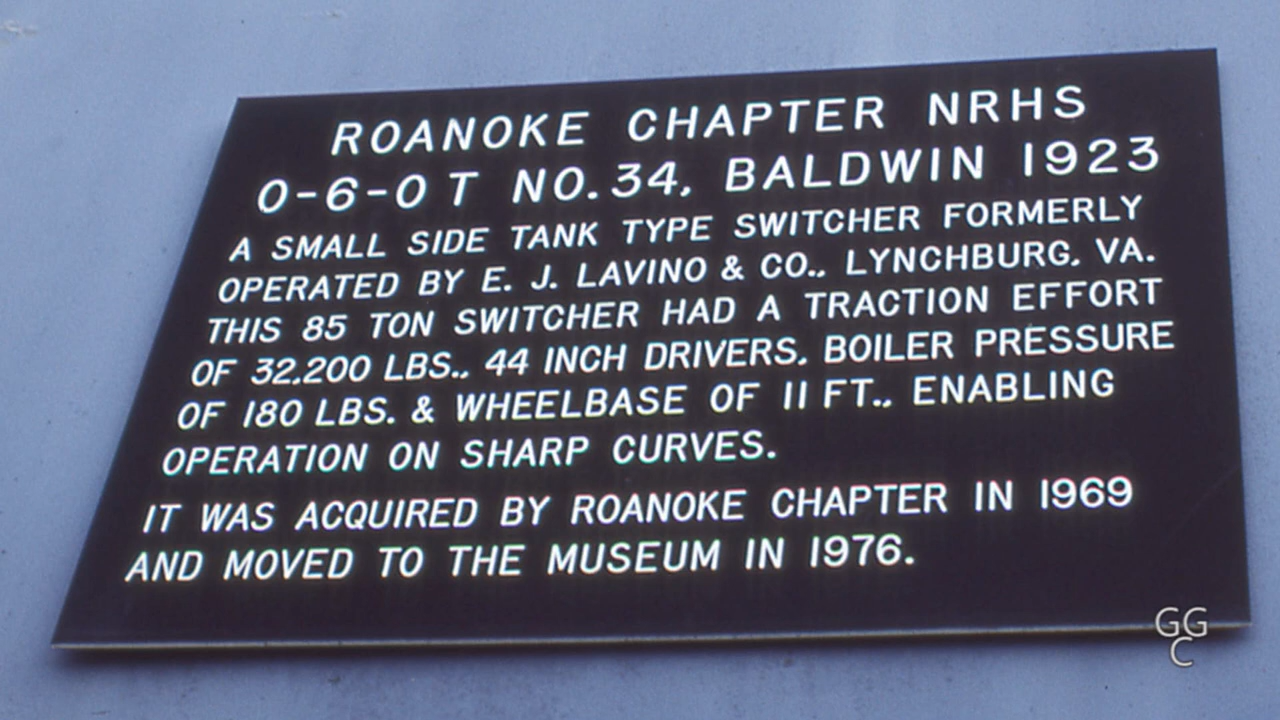 ROANOKE CHAPTER NRHS
0-6-0 T NO. 34, BALDWIN 1923
A SMALL SIDE TANK TYPE SWITCHER FORMERLY
OPERATED BY E. J. LAVINO & CO., LYNCHBURG, VA.
THIS 85 TON SWITCHER HAD A TRACTION EFFORT
OF 32,200 LBS., 44 INCH DRIVERS, BOILER PRESSURE
OF 180 LBS. & WHEELBASE OF 11 FT., ENABLING
OPERATION ON SHARP CURVES.
IT WAS ACQUIRED BY ROANOKE CHAPTER IN 1969
AND MOVED TO THE MUSEUM IN 1976.
GG
C